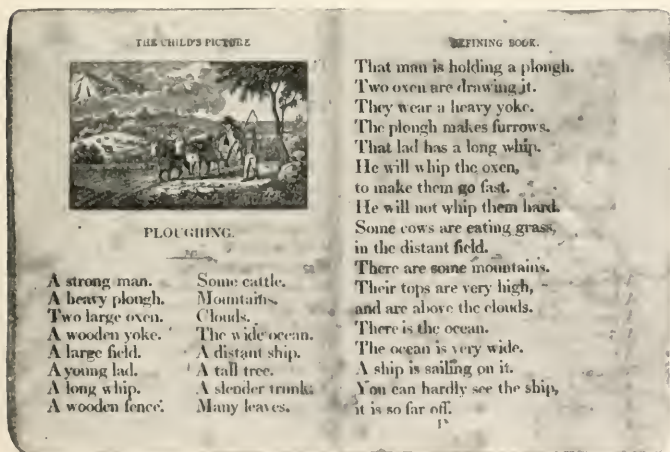 THE CHILD'S PICTURE
PLOUGHING.
A strong man.
A heavy plough.
Two large oxen.
A wooden yoke.
A large field.
A young lad.
A long whip.
A wooden fence.
Some cattle.
Mountains.
Clouds.
The wide ocean.
A distant ship.
A tall tree.
A slender trunk.
Many leaves.
DEFINING BOOK.
That man is holding a plough.
Two oxen are drawing it.
They wear a heavy yoke.
The plough makes furrows.
That lad has a long whip.
He will whip the oxen,
to make them go fast.
He will not whip them hard.
Some cows are eating grass,
in the distant field.
There are some mountains.
Their tops are very high,
and are above the clouds.
There is the ocean.
The ocean is very wide.
A ship is sailing on it.
You can hardly see the ship,
it is so far off.